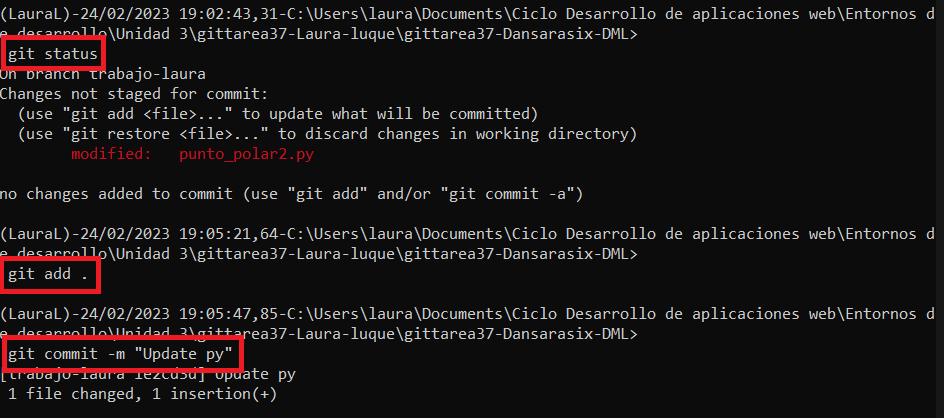 (LauraL)-24/02/2023 19:02:43,31-C:\Users\laura\Documents\Ciclo Desarrollo de aplicaciones web\Entornos d
e desarrollo\Unidad 3\gittarea37-Laura-luque\gittarea37-Dansarasix-DML>
git status
On branch trabajo-laura
Changes not staged for commit:
  (use "git add <file>..." to update what will be committed)
  (use "git restore <file>..." to discard changes in working directory)
        modified:   punto_polar2.py
no changes added to commit (use "git add" and/or "git commit -a")
(LauraL)-24/02/2023 19:05:21,64-C:\Users\laura\Documents\Ciclo Desarrollo de aplicaciones web\Entornos d
e desarrollo\Unidad 3\gittarea37-Laura-luque\gittarea37-Dansarasix-DML>
git add .
(LauraL)-24/02/2023 19:05:47,85-C:\Users\laura\Documents\Ciclo Desarrollo de aplicaciones web\Entornos d
e desarrollo\Unidad 3\gittarea37-Laura-luque\gittarea37-Dansarasix-DML>
git commit -m "Update py"
[trabajo-laura 1e2cd3d] Update py
 1 file changed, 1 insertion(+)